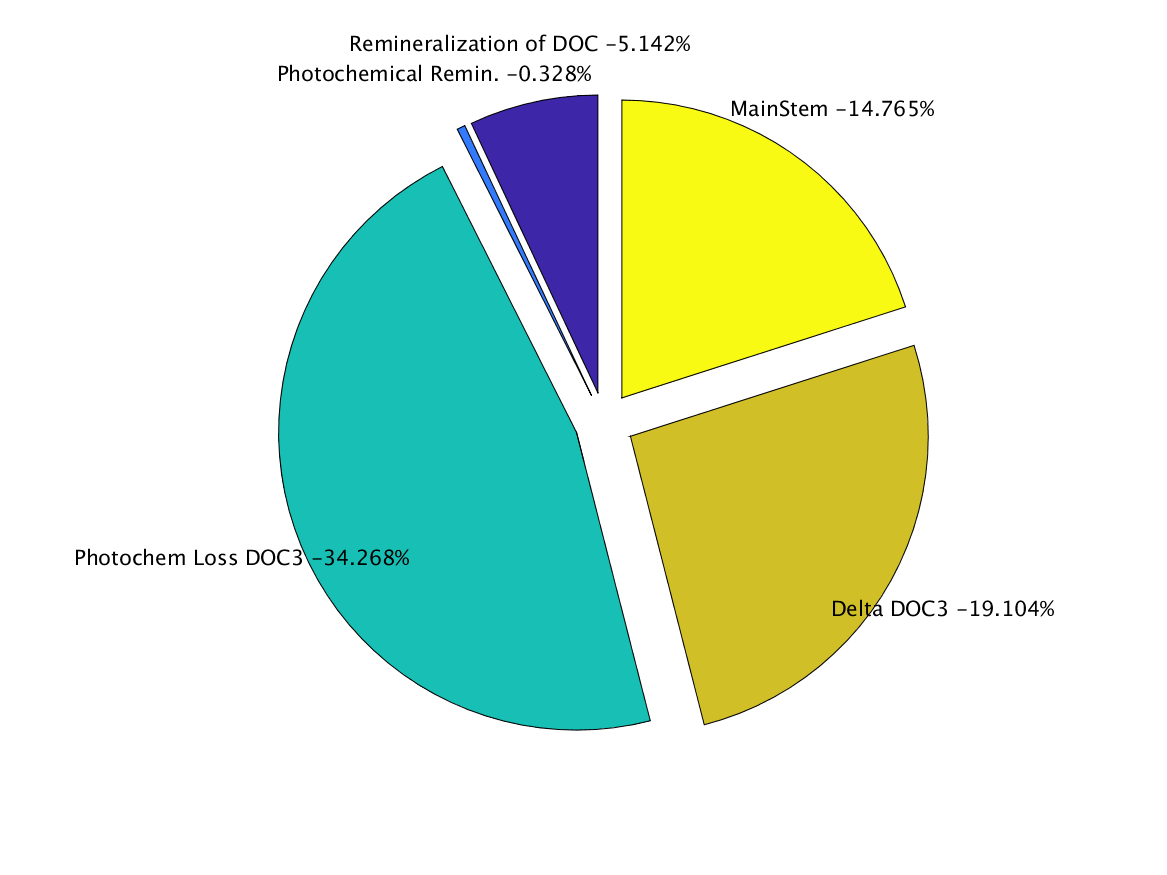 Remineralization of DOC -5.142%
Photochemical Remin. -0.328%
MainStem -14.765%
Photochem Loss DOC3 -34.268%
Delta DOC3 -19.104%